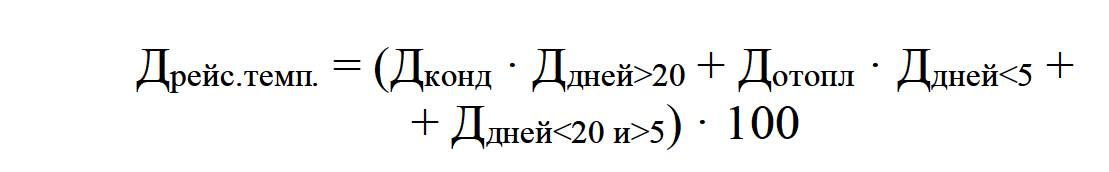 Дрейс.темп. = (Дконд · Ддней>20 + Дотопл · Ддней<5 +
+ Ддней<20 и>5) · 100